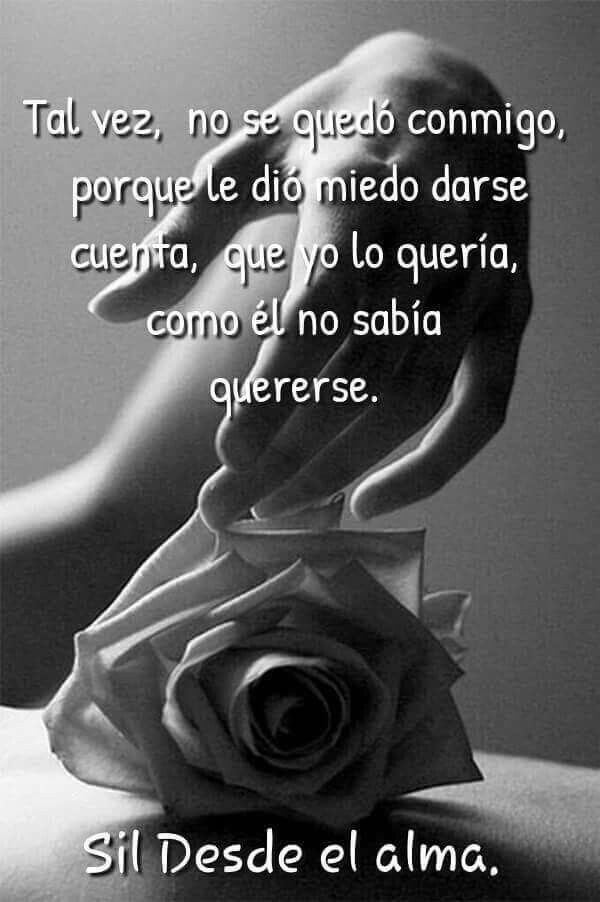 Tal vez, no se quedó conmigo,
porque le dió miedo darse
cuenta, que yo lo quería,
como él no sabía
quererse.
Sil Desde el alma.